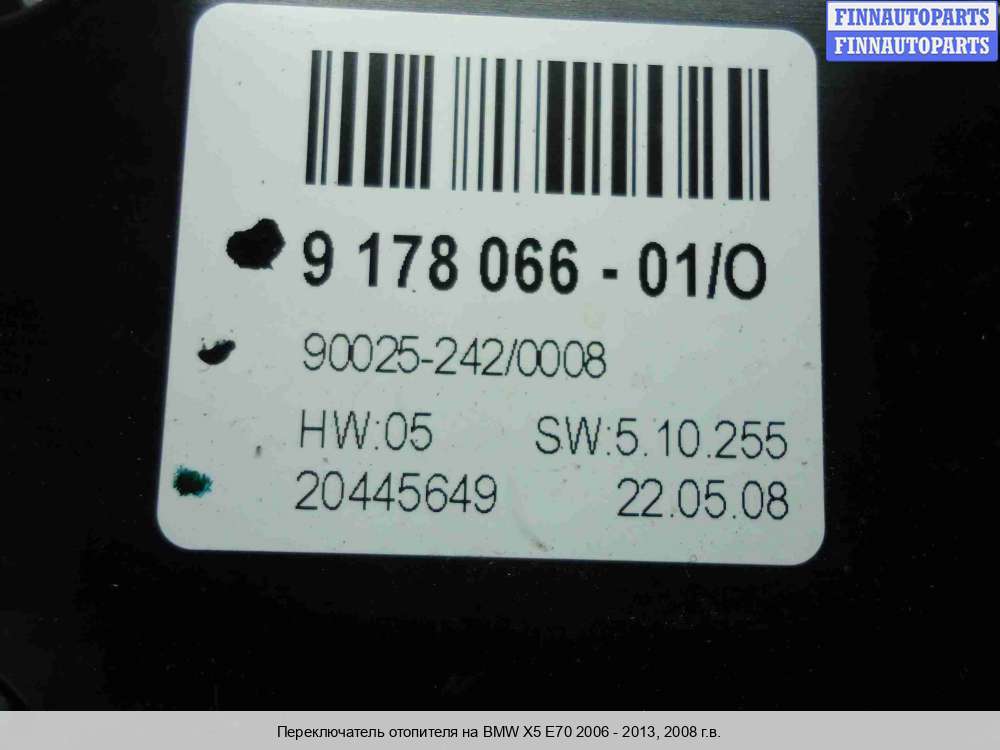 FINNAUTOPARTS
FINNAUTOPARTS
9 178 066 - 01/O
90025-242/0008
HW:05 SW:5.10.255
20445649 22.05.08
Переключатель отопителя на BMW X5 E70 2006 - 2013, 2008 г.в.